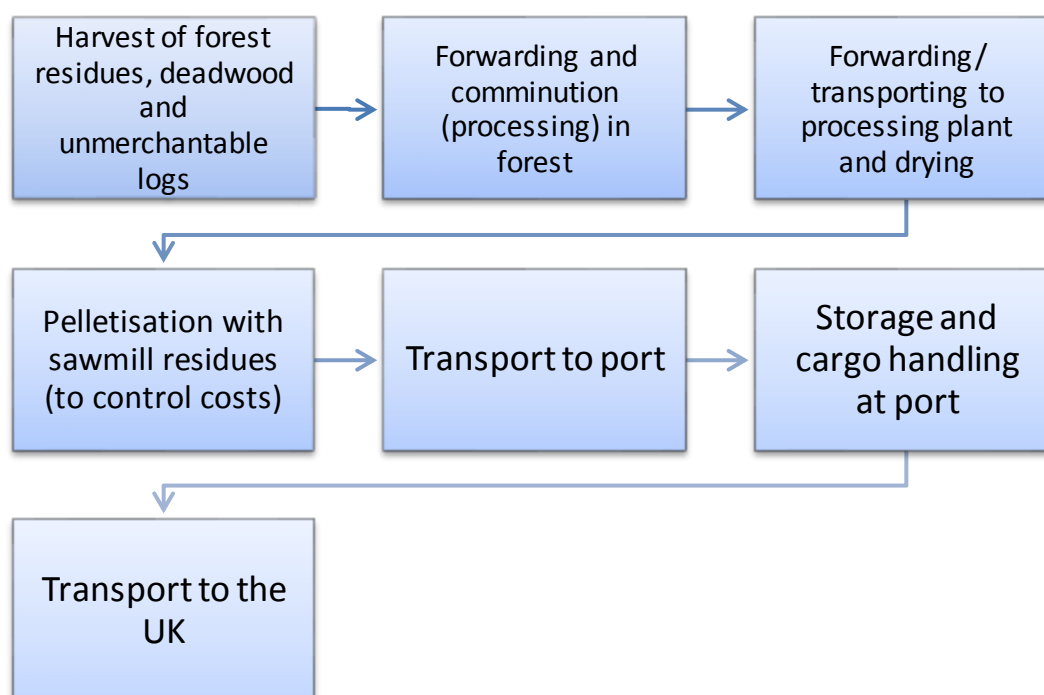 Harvest of forest
residues, deadwood
and
unmerchantable
logs
Forwarding and
comminution
(processing) in
forest
Forwarding/
transporting to
processing plant
and drying
Pelletisation with
sawmill residues
(to control costs)
Transport to port
Storage and
cargo handling
at port
Transport to the
UK